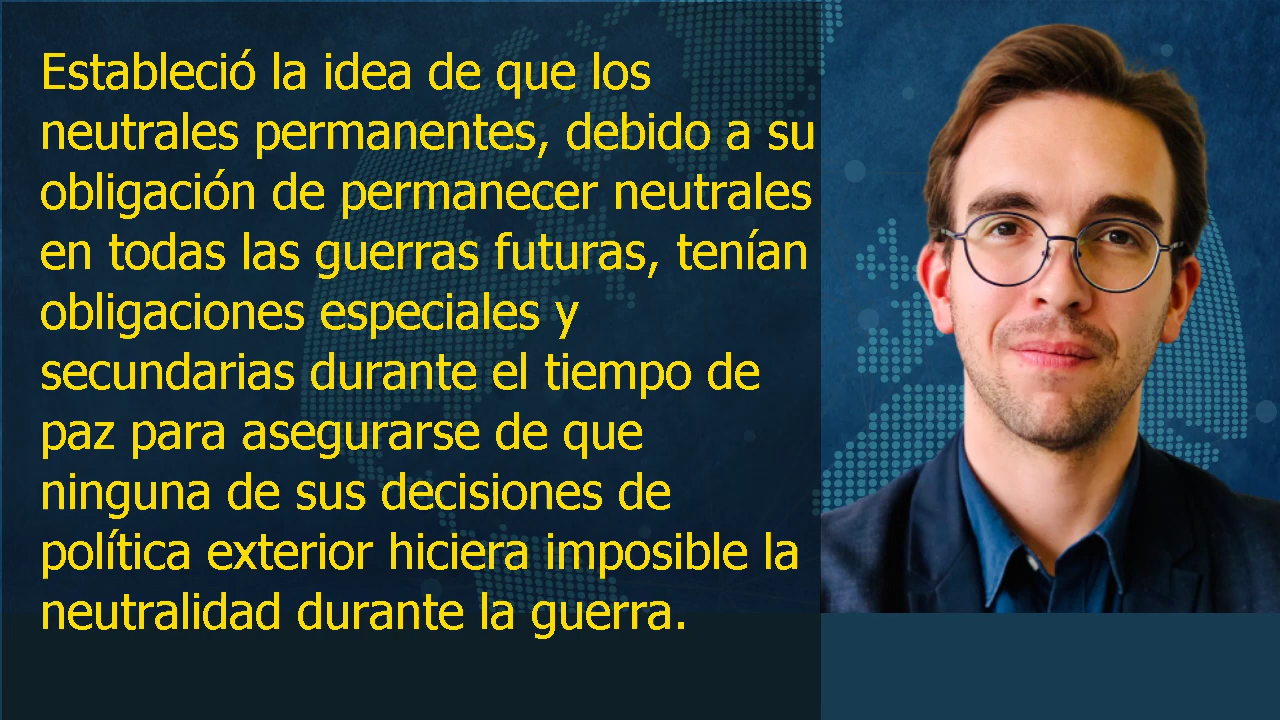 Estableció la idea de que los
neutrales permanentes, debido a su
obligación de permanecer neutrales
en todas las guerras futuras, tenían
obligaciones especiales y
secundarias durante el tiempo de
paz para asegurarse de que
ninguna de sus decisiones de
política exterior hiciera imposible la
neutralidad durante la guerra.